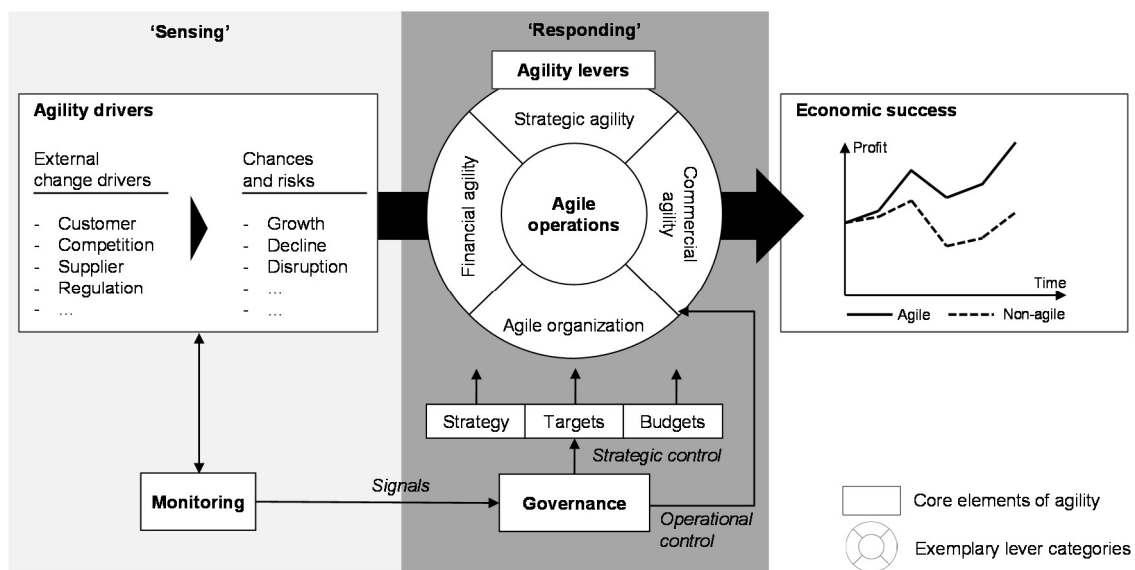 ‘Sensing’
‘Responding’
Agility levers
Agility drivers
External
change drivers
- Customer
- Competition
- Supplier
- Regulation
- ...
Chances
and risks
- Growth
- Decline
- Disruption
- ...
- ...
Strategic agility
Financial agility
Agile
operations
Commercial
agility
Agile organization
Economic success
Profit
Time
Agile
Non-agile
Strategy
Targets
Budgets
Strategic control
Monitoring
Signals
Governance
Operational
control
Core elements of agility
Exemplary lever categories